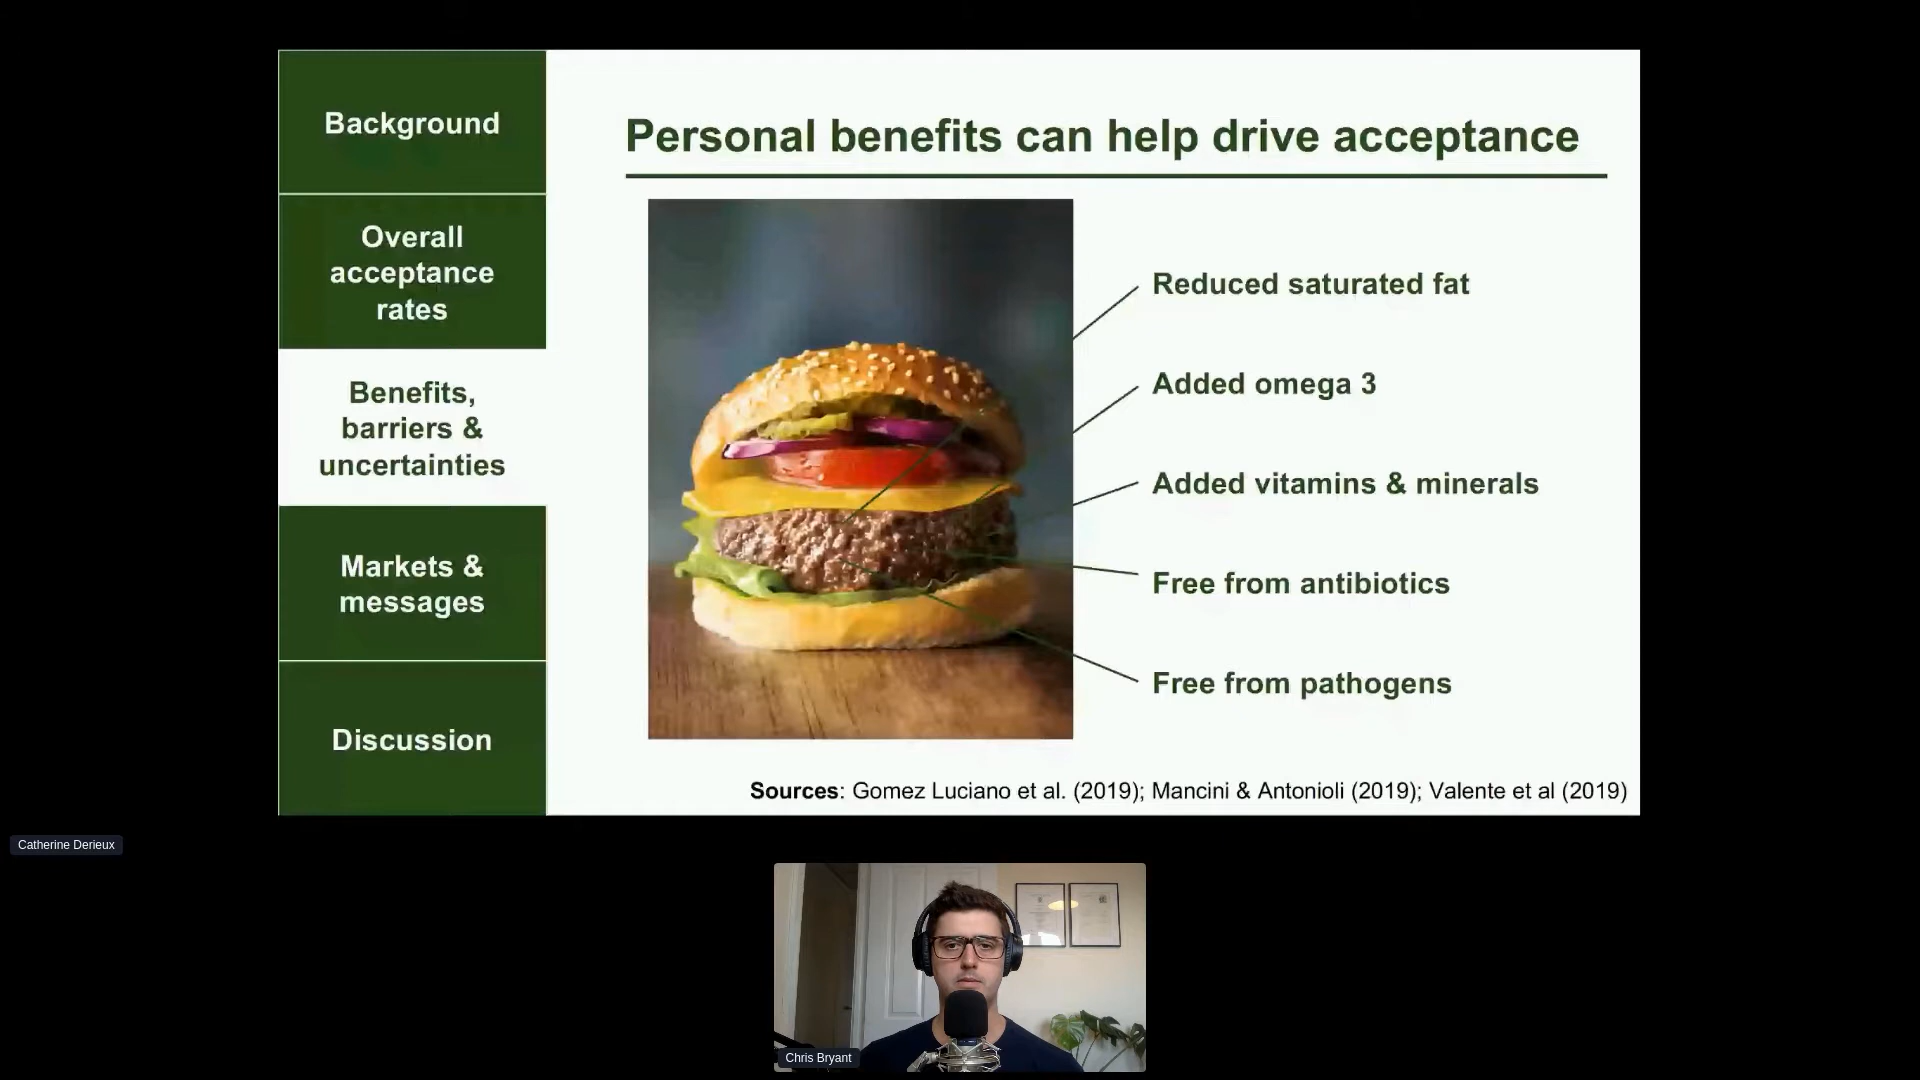 Background
Overall
acceptance
rates
Benefits,
barriers &
uncertainties
Markets &
messages
Discussion
Personal benefits can help drive acceptance
Reduced saturated fat
Added omega 3
Added vitamins & minerals
Free from antibiotics
Free from pathogens
Sources: Gomez Luciano et al. (2019); Mancini & Antonioli (2019); Valente et al (2019)
Catherine Derieux
Chris Bryant